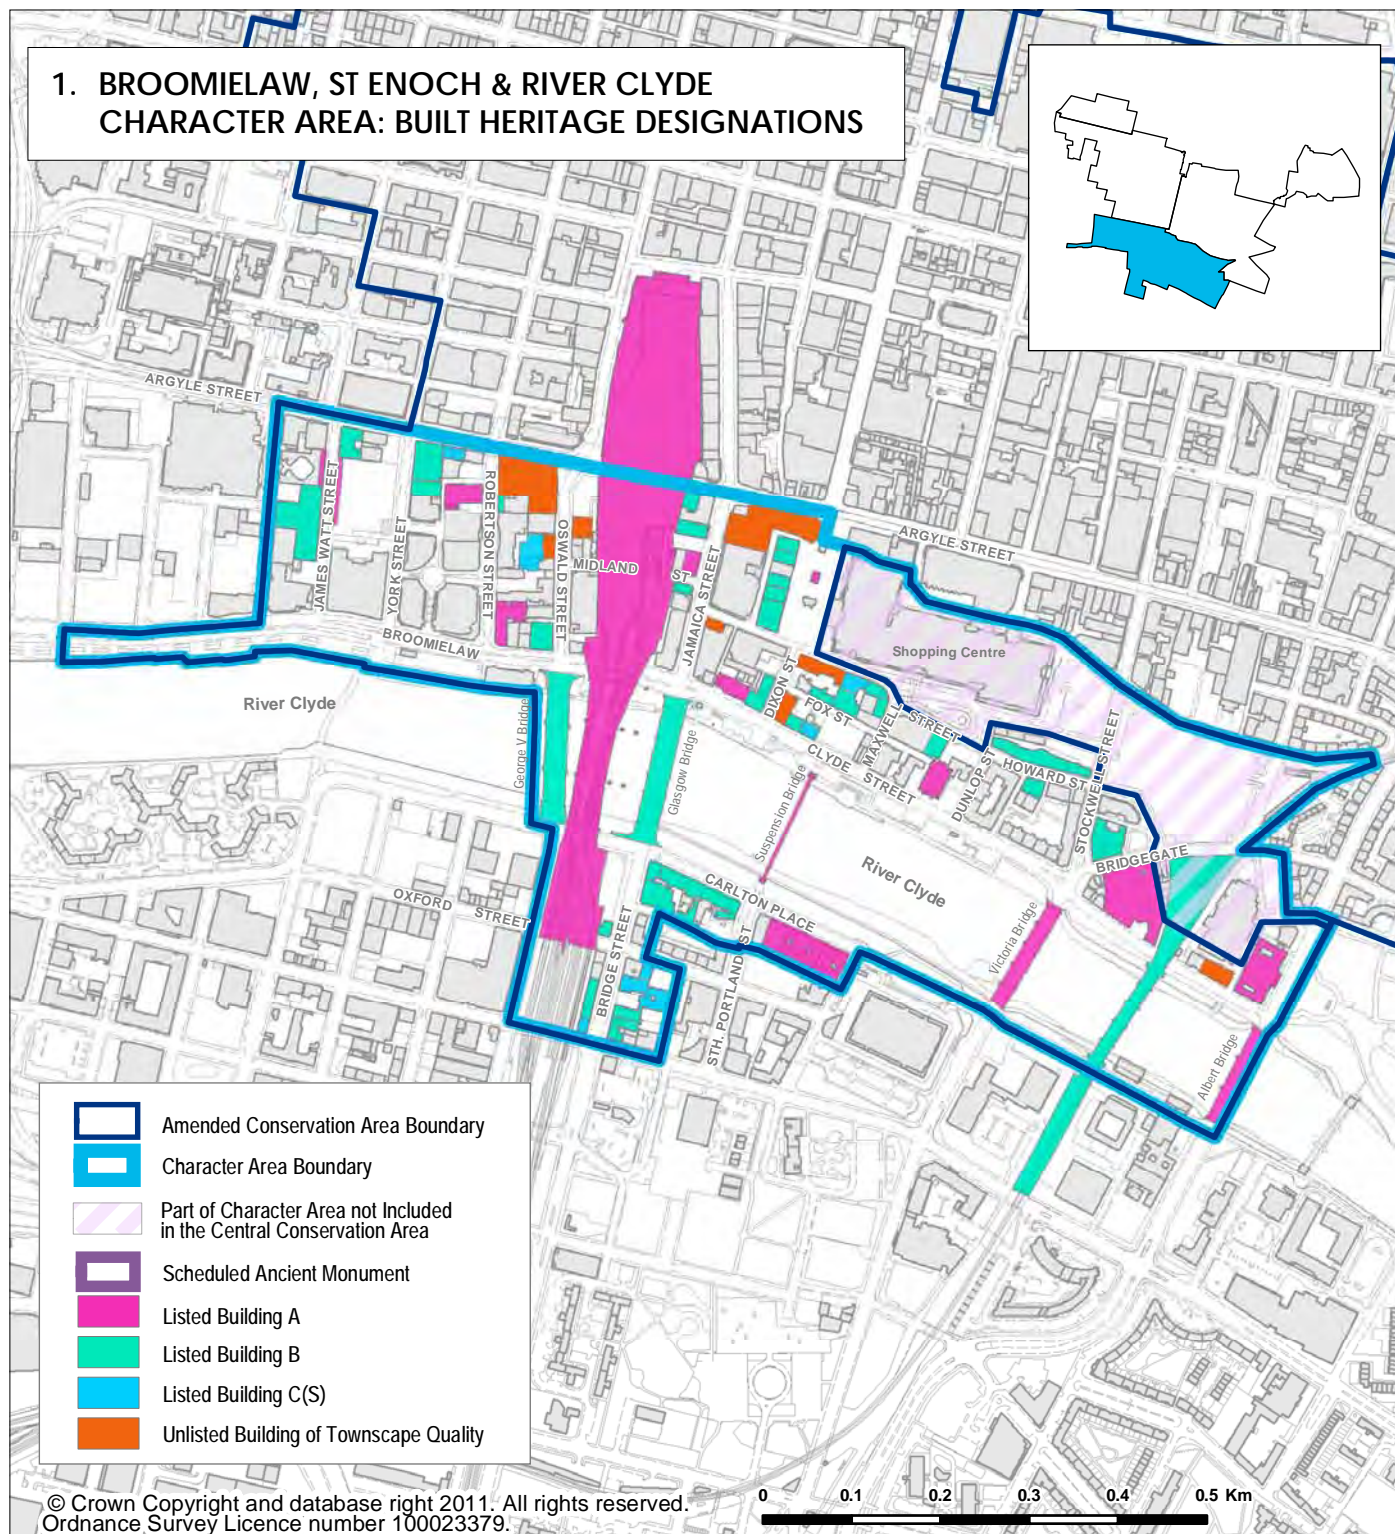 1. BROOMIELAW, ST ENOCH & RIVER CLYDE
CHARACTER AREA: BUILT HERITAGE DESIGNATIONS
ARGYLE STREET
JAMES WATT STREET
YORK STREET
ROBERTSON STREET
OSWALD STREET
MIDLAND ST
JAMAICA STREET
ARGYLE STREET
BROOMIELAW
Shopping Centre
DIXON ST
FOX ST
MAXWELL STREET
CLYDE STREET
DUNLOP ST
HOWARD ST
STOCKWELL STREET
BRIDGEGATE
River Clyde
George V Bridge
Glasgow Bridge
Suspension Bridge
River Clyde
Victoria Bridge
Albert Bridge
OXFORD STREET
BRIDGE STREET
CARLTON PLACE
STH. PORTLAND ST
Amended Conservation Area Boundary
Character Area Boundary
Part of Character Area not Included
in the Central Conservation Area
Scheduled Ancient Monument
Listed Building A
Listed Building B
Listed Building C(S)
Unlisted Building of Townscape Quality
© Crown Copyright and database right 2011. All rights reserved.
Ordnance Survey Licence number 100023379.
0 0.1 0.2 0.3 0.4 0.5 Km